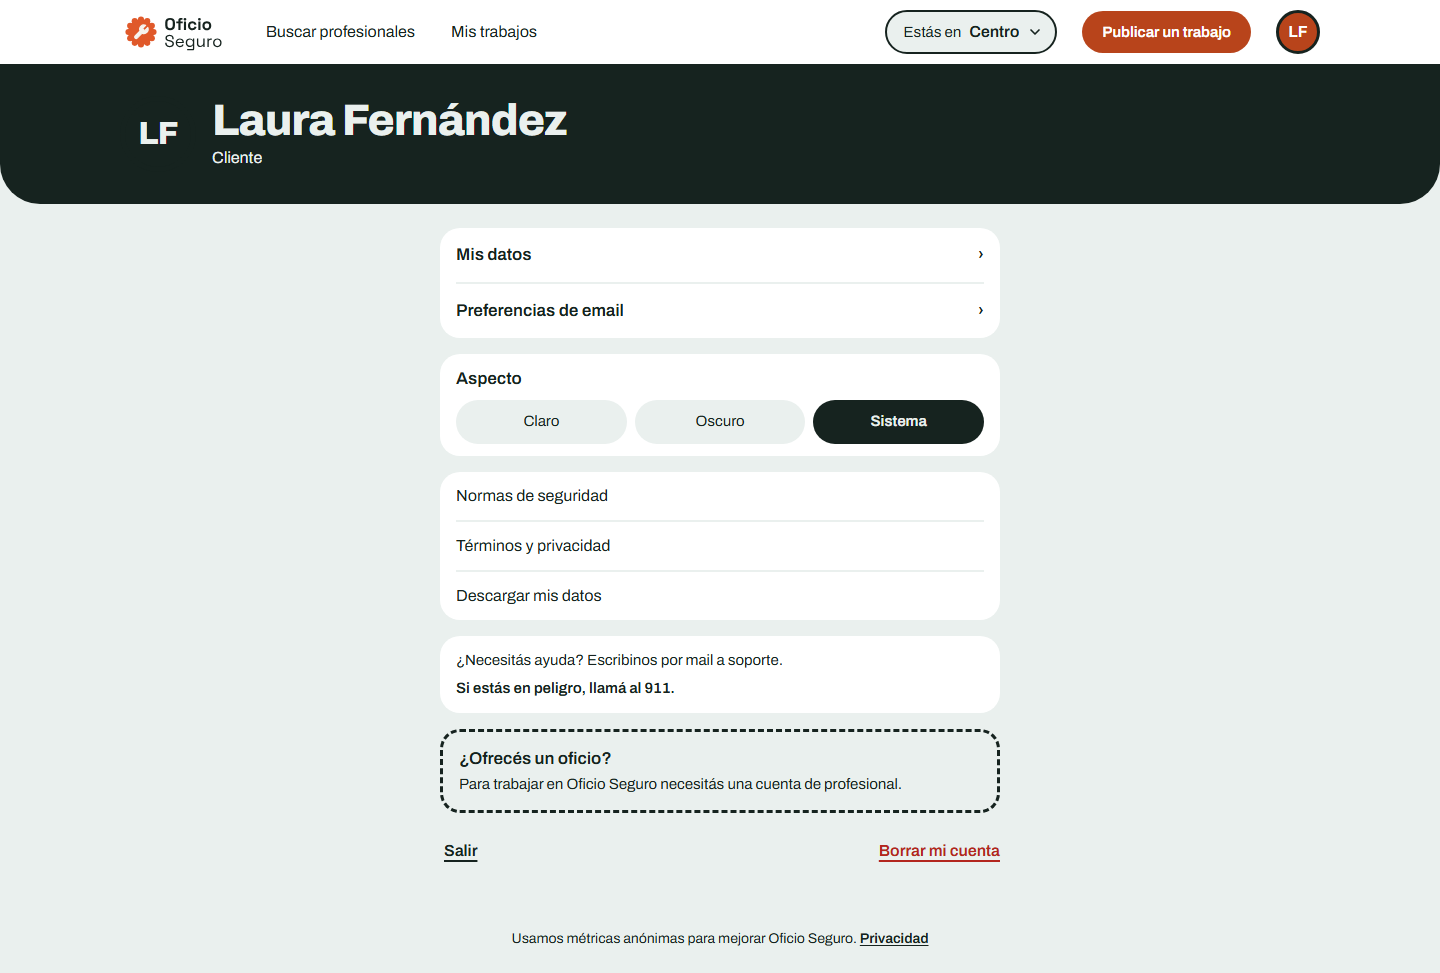 Oficio
Seguro
Buscar profesionales
Mis trabajos
Estás en Centro
Publicar un trabajo
LF
LF
Laura Fernández
Cliente
Mis datos ›
Preferencias de email ›
Aspecto
Claro
Oscuro
Sistema
Normas de seguridad
Términos y privacidad
Descargar mis datos
¿Necesitás ayuda? Escribinos por mail a soporte.
Si estás en peligro, llamá al 911.
¿Ofrecés un oficio?
Para trabajar en Oficio Seguro necesitás una cuenta de profesional.
Salir
Borrar mi cuenta
Usamos métricas anónimas para mejorar Oficio Seguro. Privacidad